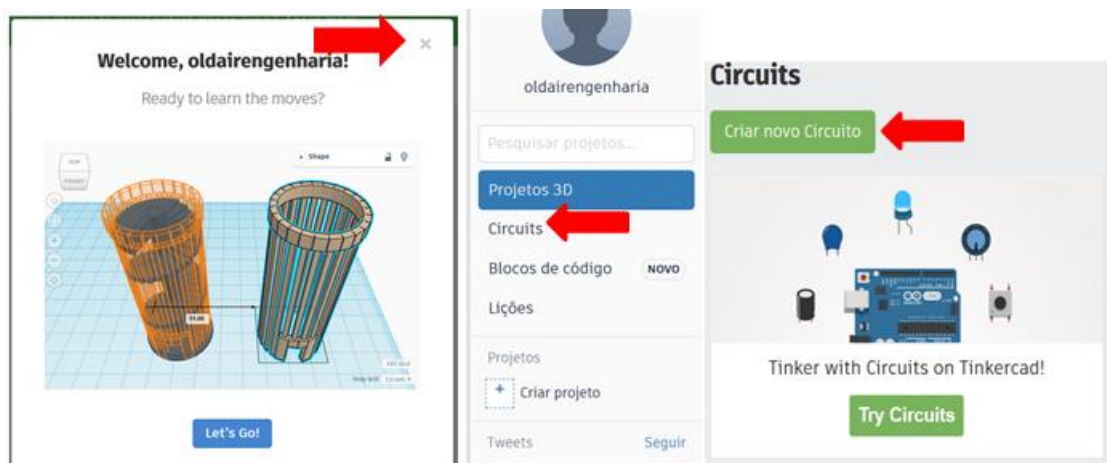 Welcome, oldairengenharia!
×
Ready to learn the moves?
Shape
Let's Go!
oldairengenharia
Pesquisar projetos...
Projetos 3D
Circuits
Blocos de código NOVO
Lições
Projetos
+ Criar projeto
Tweets Seguir
Circuits
Criar novo Circuito
Tinker with Circuits on Tinkercad!
Try Circuits